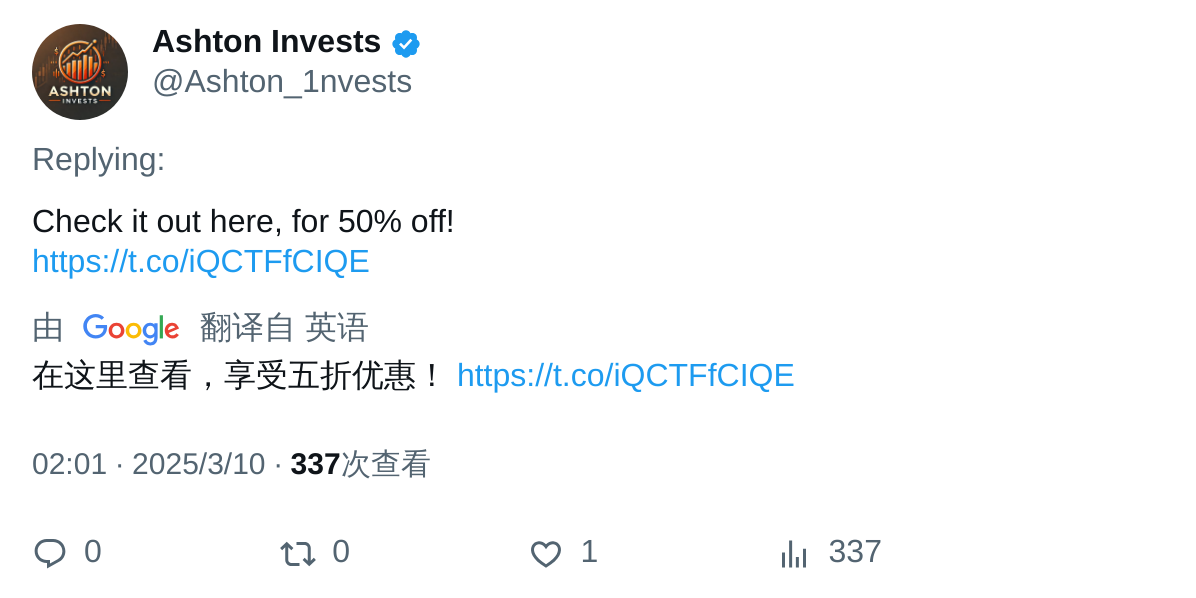 Ashton Invests
@Ashton_1nvests
ASHTON
INVESTS
Replying:
Check it out here, for 50% off!
https://t.co/iQCTFfCIQE
由 Google 翻译自 英语
在这里查看，享受五折优惠！ https://t.co/iQCTFfCIQE
02:01 · 2025/3/10 · 337次查看
0 0 1 337